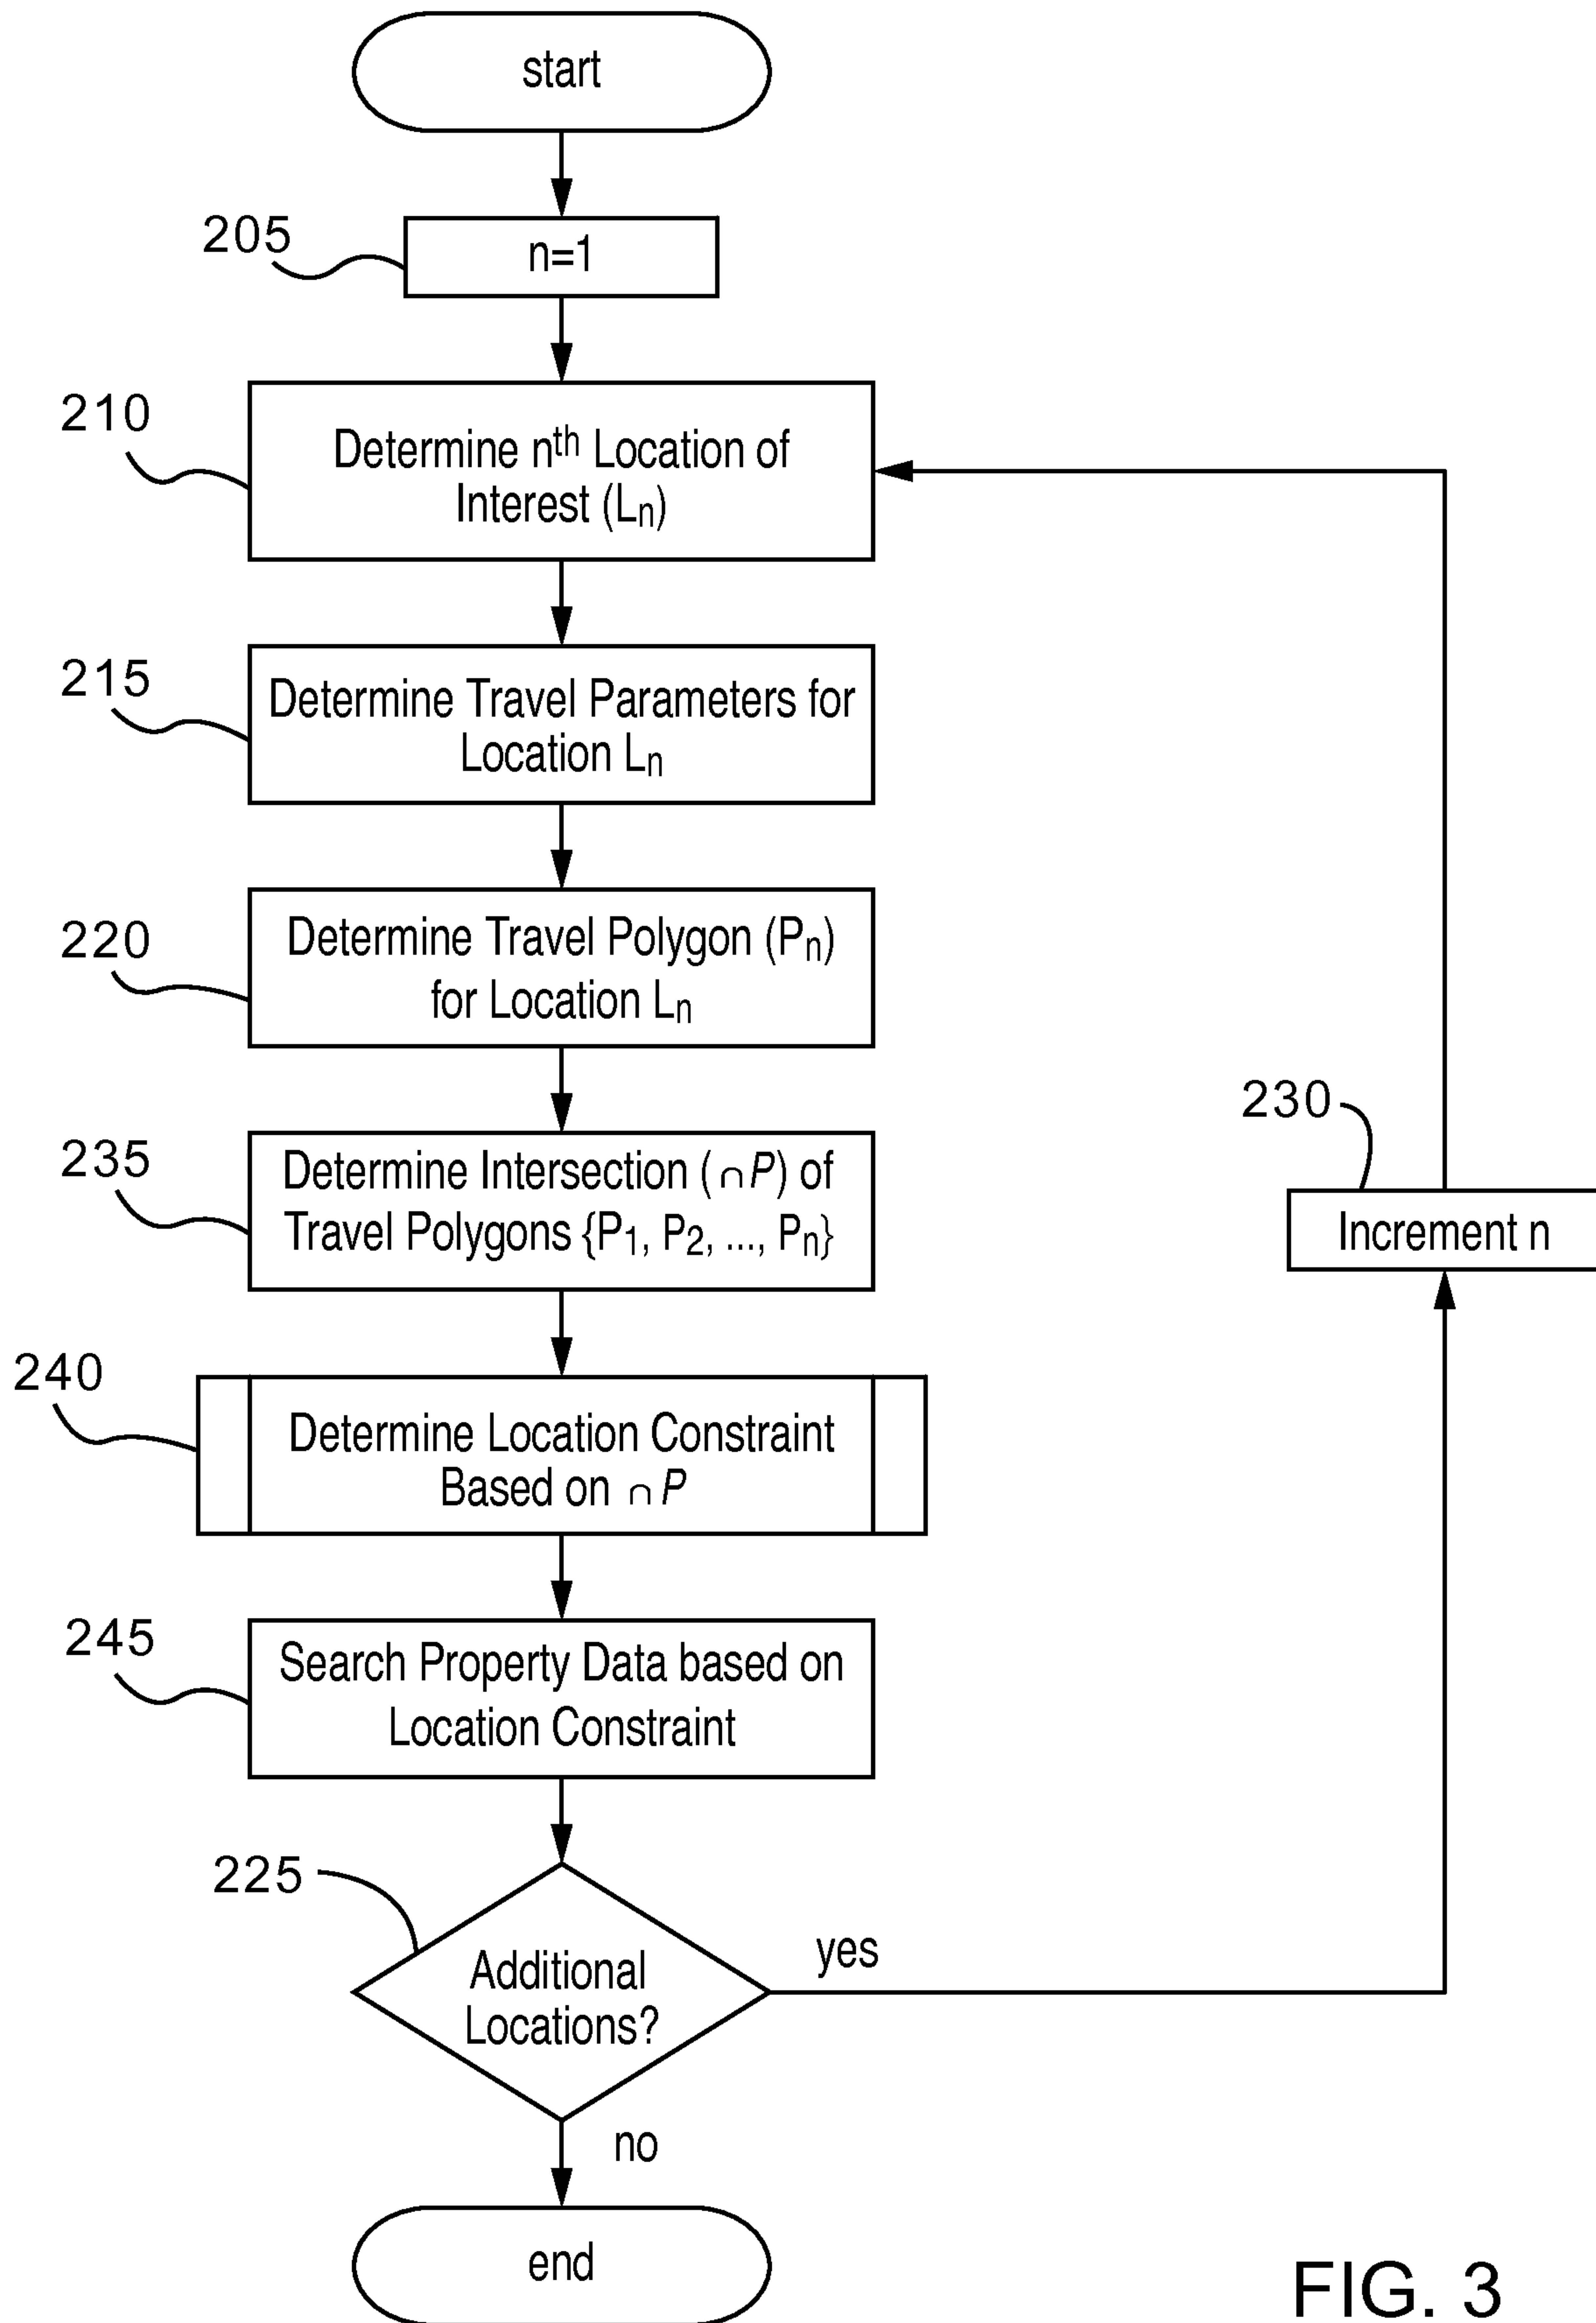 start
205
n=1
210
Determine nth Location of
Interest (Ln)
215
Determine Travel Parameters for
Location Ln
220
Determine Travel Polygon (Pn)
for Location Ln
230
Increment n
235
Determine Intersection (∩P) of
Travel Polygons {P1, P2, ..., Pn}
240
Determine Location Constraint
Based on ∩P
245
Search Property Data based on
Location Constraint
225
Additional
Locations?
yes
no
end
FIG. 3